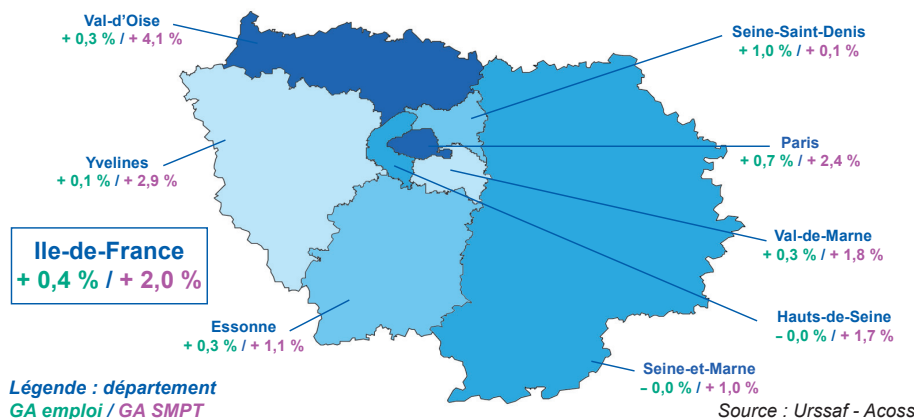 Val-d'Oise
+ 0,3 % / + 4,1 %
Seine-Saint-Denis
+ 1,0 % / + 0,1 %
Yvelines
+ 0,1 % / + 2,9 %
Paris
+ 0,7 % / + 2,4 %
Ile-de-France
+ 0,4 % / + 2,0 %
Val-de-Marne
+ 0,3 % / + 1,8 %
Essonne
+ 0,3 % / + 1,1 %
Hauts-de-Seine
– 0,0 % / + 1,7 %
Seine-et-Marne
– 0,0 % / + 1,0 %
Légende : département
GA emploi / GA SMPT
Source : Urssaf - Acoss